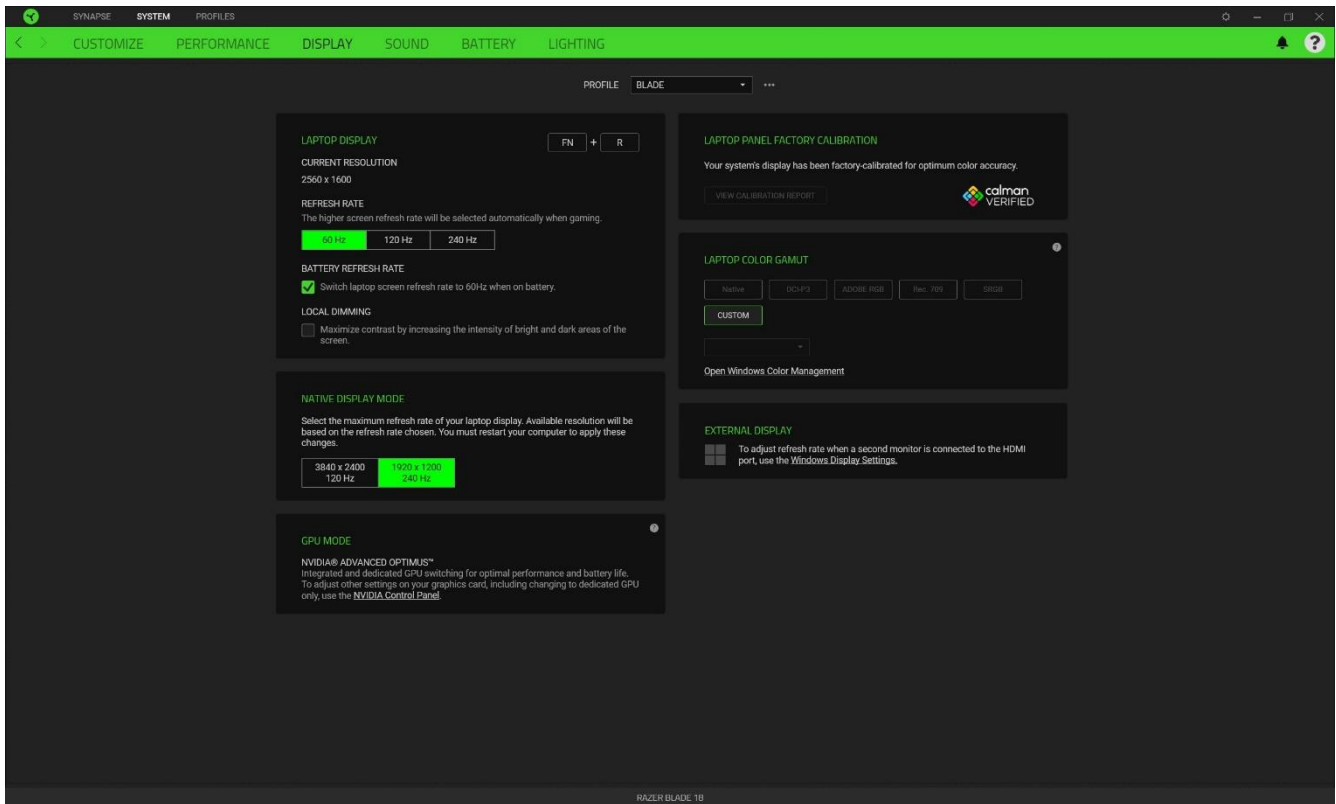 SYNAPSE SYSTEM PROFILES
CUSTOMIZE PERFORMANCE DISPLAY SOUND BATTERY LIGHTING
PROFILE BLADE
LAPTOP DISPLAY
FN + R
CURRENT RESOLUTION
2560 x 1600
REFRESH RATE
The higher screen refresh rate will be selected automatically when gaming.
60 Hz 120 Hz 240 Hz
BATTERY REFRESH RATE
Switch laptop screen refresh rate to 60Hz when on battery.
LOCAL DIMMING
Maximize contrast by increasing the intensity of bright and dark areas of the
screen.
NATIVE DISPLAY MODE
Select the maximum refresh rate of your laptop display. Available resolution will be
based on the refresh rate chosen. You must restart your computer to apply these
changes.
3840 x 2400 1920 x 1200
120 Hz 240 Hz
GPU MODE
NVIDIA® ADVANCED OPTIMUS™
Integrated and dedicated GPU switching for optimal performance and battery life.
To adjust other settings on your graphics card, including changing to dedicated GPU
only, use the NVIDIA Control Panel.
LAPTOP PANEL FACTORY CALIBRATION
Your system's display has been factory-calibrated for optimum color accuracy.
VIEW CALIBRATION REPORT
calman
VERIFIED
LAPTOP COLOR GAMUT
Native DCI-P3 ADOBE RGB Rec. 709 SRGB
CUSTOM
Open Windows Color Management
EXTERNAL DISPLAY
To adjust refresh rate when a second monitor is connected to the HDMI
port, use the Windows Display Settings.
RAZER BLADE 18